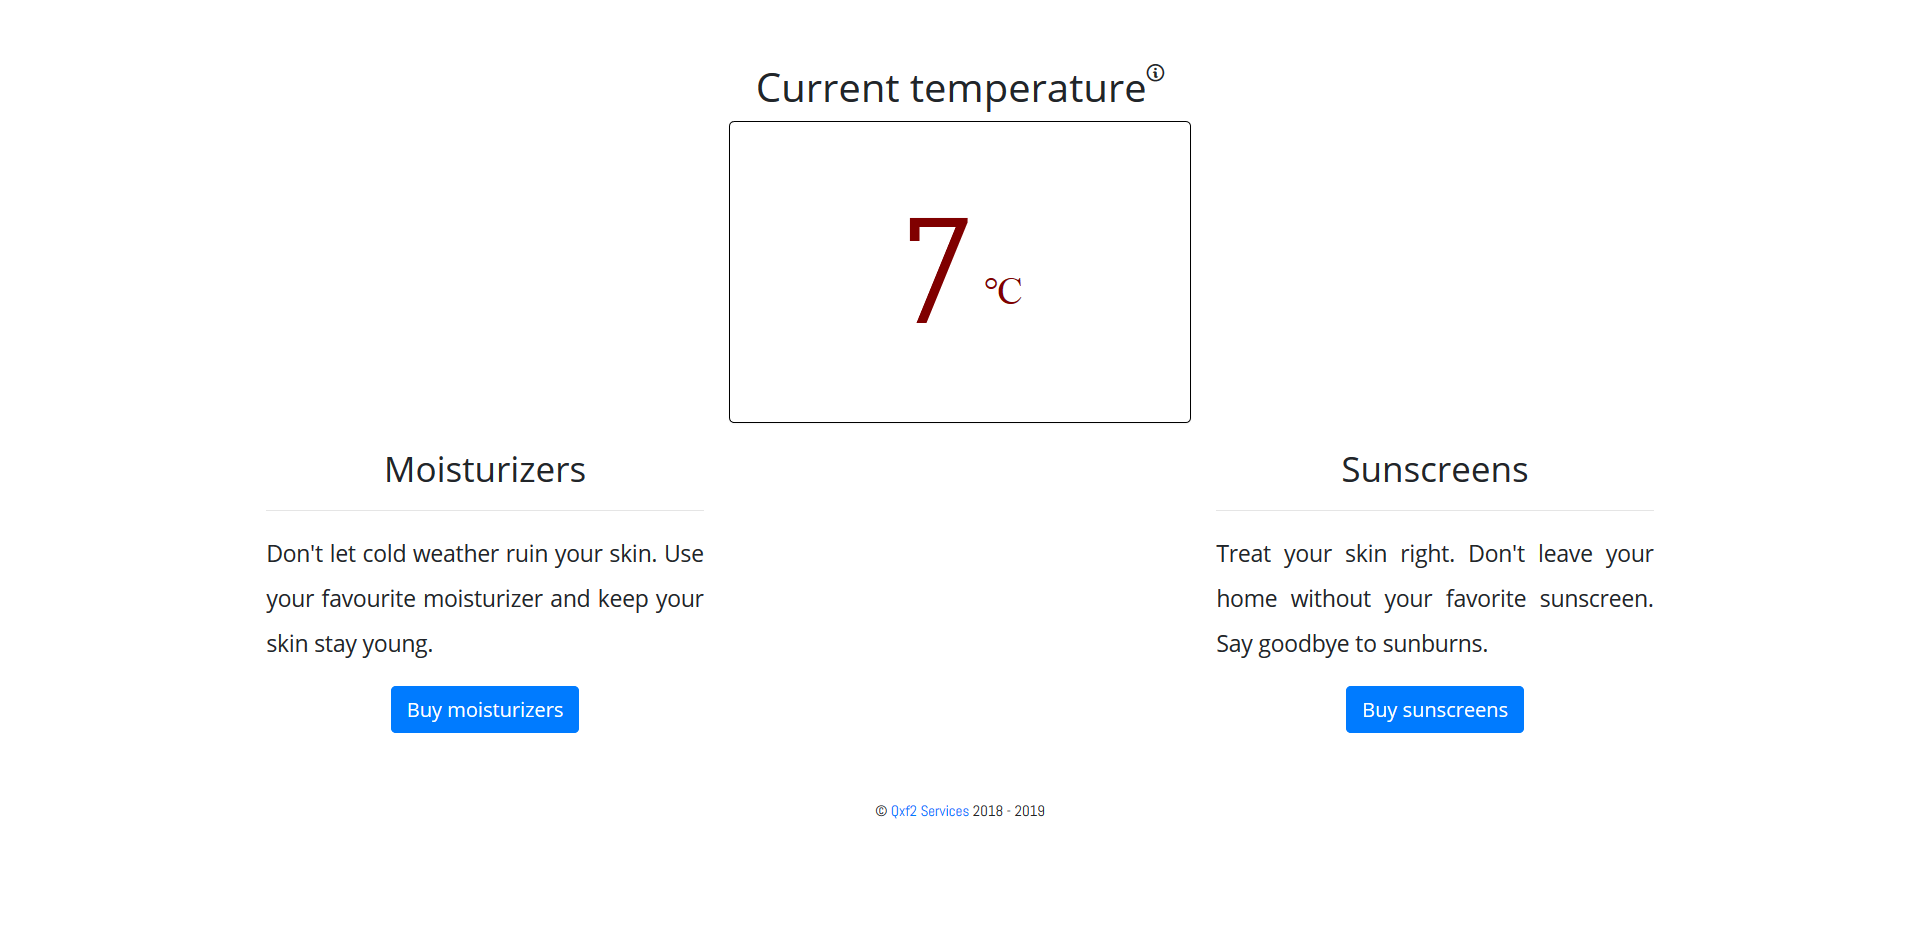 Current temperature
7 ℃
Moisturizers
Don't let cold weather ruin your skin. Use
your favourite moisturizer and keep your
skin stay young.
Buy moisturizers
Sunscreens
Treat your skin right. Don't leave your
home without your favorite sunscreen.
Say goodbye to sunburns.
Buy sunscreens
© Qxf2 Services 2018 - 2019